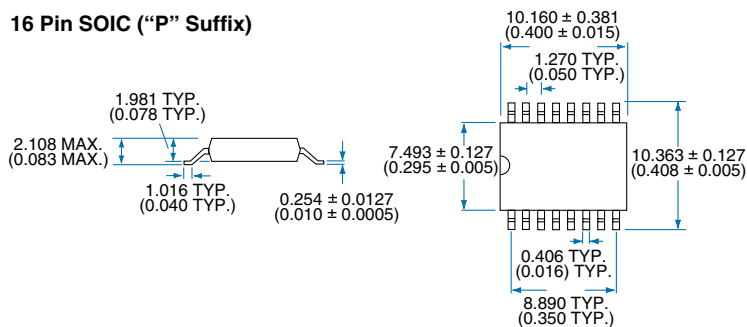 16 Pin SOIC (“P” Suffix)
10.160 ± 0.381
(0.400 ± 0.015)
1.270 TYP.
(0.050 TYP.)
1.981 TYP.
(0.078 TYP.)
2.108 MAX.
(0.083 MAX.)
1.016 TYP.
(0.040 TYP.)
0.254 ± 0.0127
(0.010 ± 0.0005)
7.493 ± 0.127
(0.295 ± 0.005)
10.363 ± 0.127
(0.408 ± 0.005)
0.406 TYP.
(0.016) TYP.
8.890 TYP.
(0.350 TYP.)